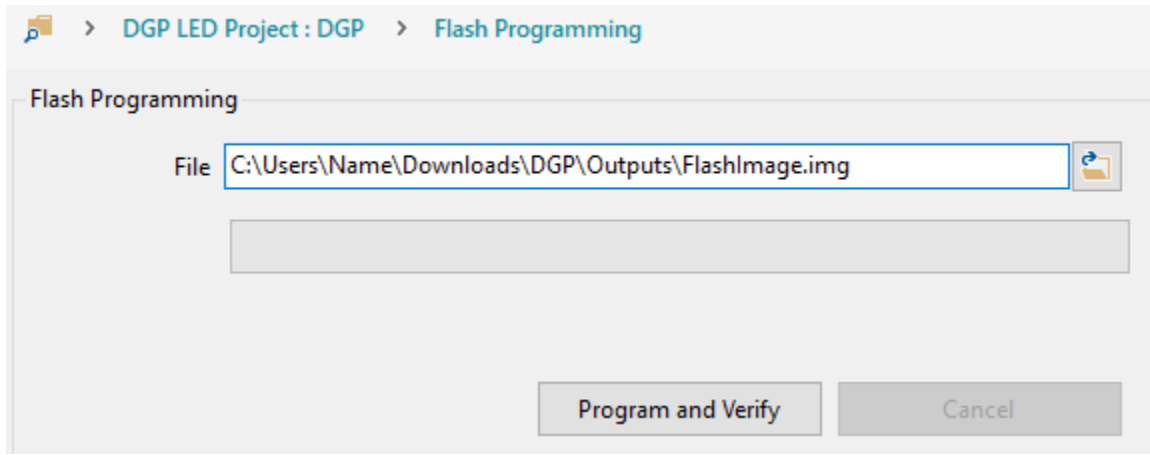 > DGP LED Project : DGP > Flash Programming
Flash Programming
File C:\Users\Name\Downloads\DGP\Outputs\FlashImage.img
Program and Verify Cancel